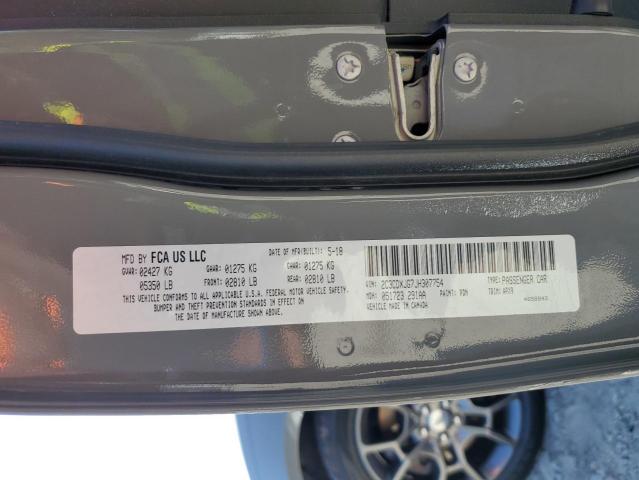 MFD BY FCA US LLC
DATE OF MFR(BUILT): 5-18
GVWR: 02427 KG GAWR: 01275 KG GAWR: 01275 KG
05350 LB FRONT: 02810 LB REAR: 02810 LB
THIS VEHICLE CONFORMS TO ALL APPLICABLE U.S.A. FEDERAL MOTOR VEHICLE SAFETY,
BUMPER AND THEFT PREVENTION STANDARDS IN EFFECT ON
THE DATE OF MANUFACTURE SHOWN ABOVE.
VIN: 2C3CDXJG7JH307754 TYPE: PASSENGER CAR
MDH: 051723 291AA PAINT: PDN TRIM:
VEHICLE MADE IN CANADA